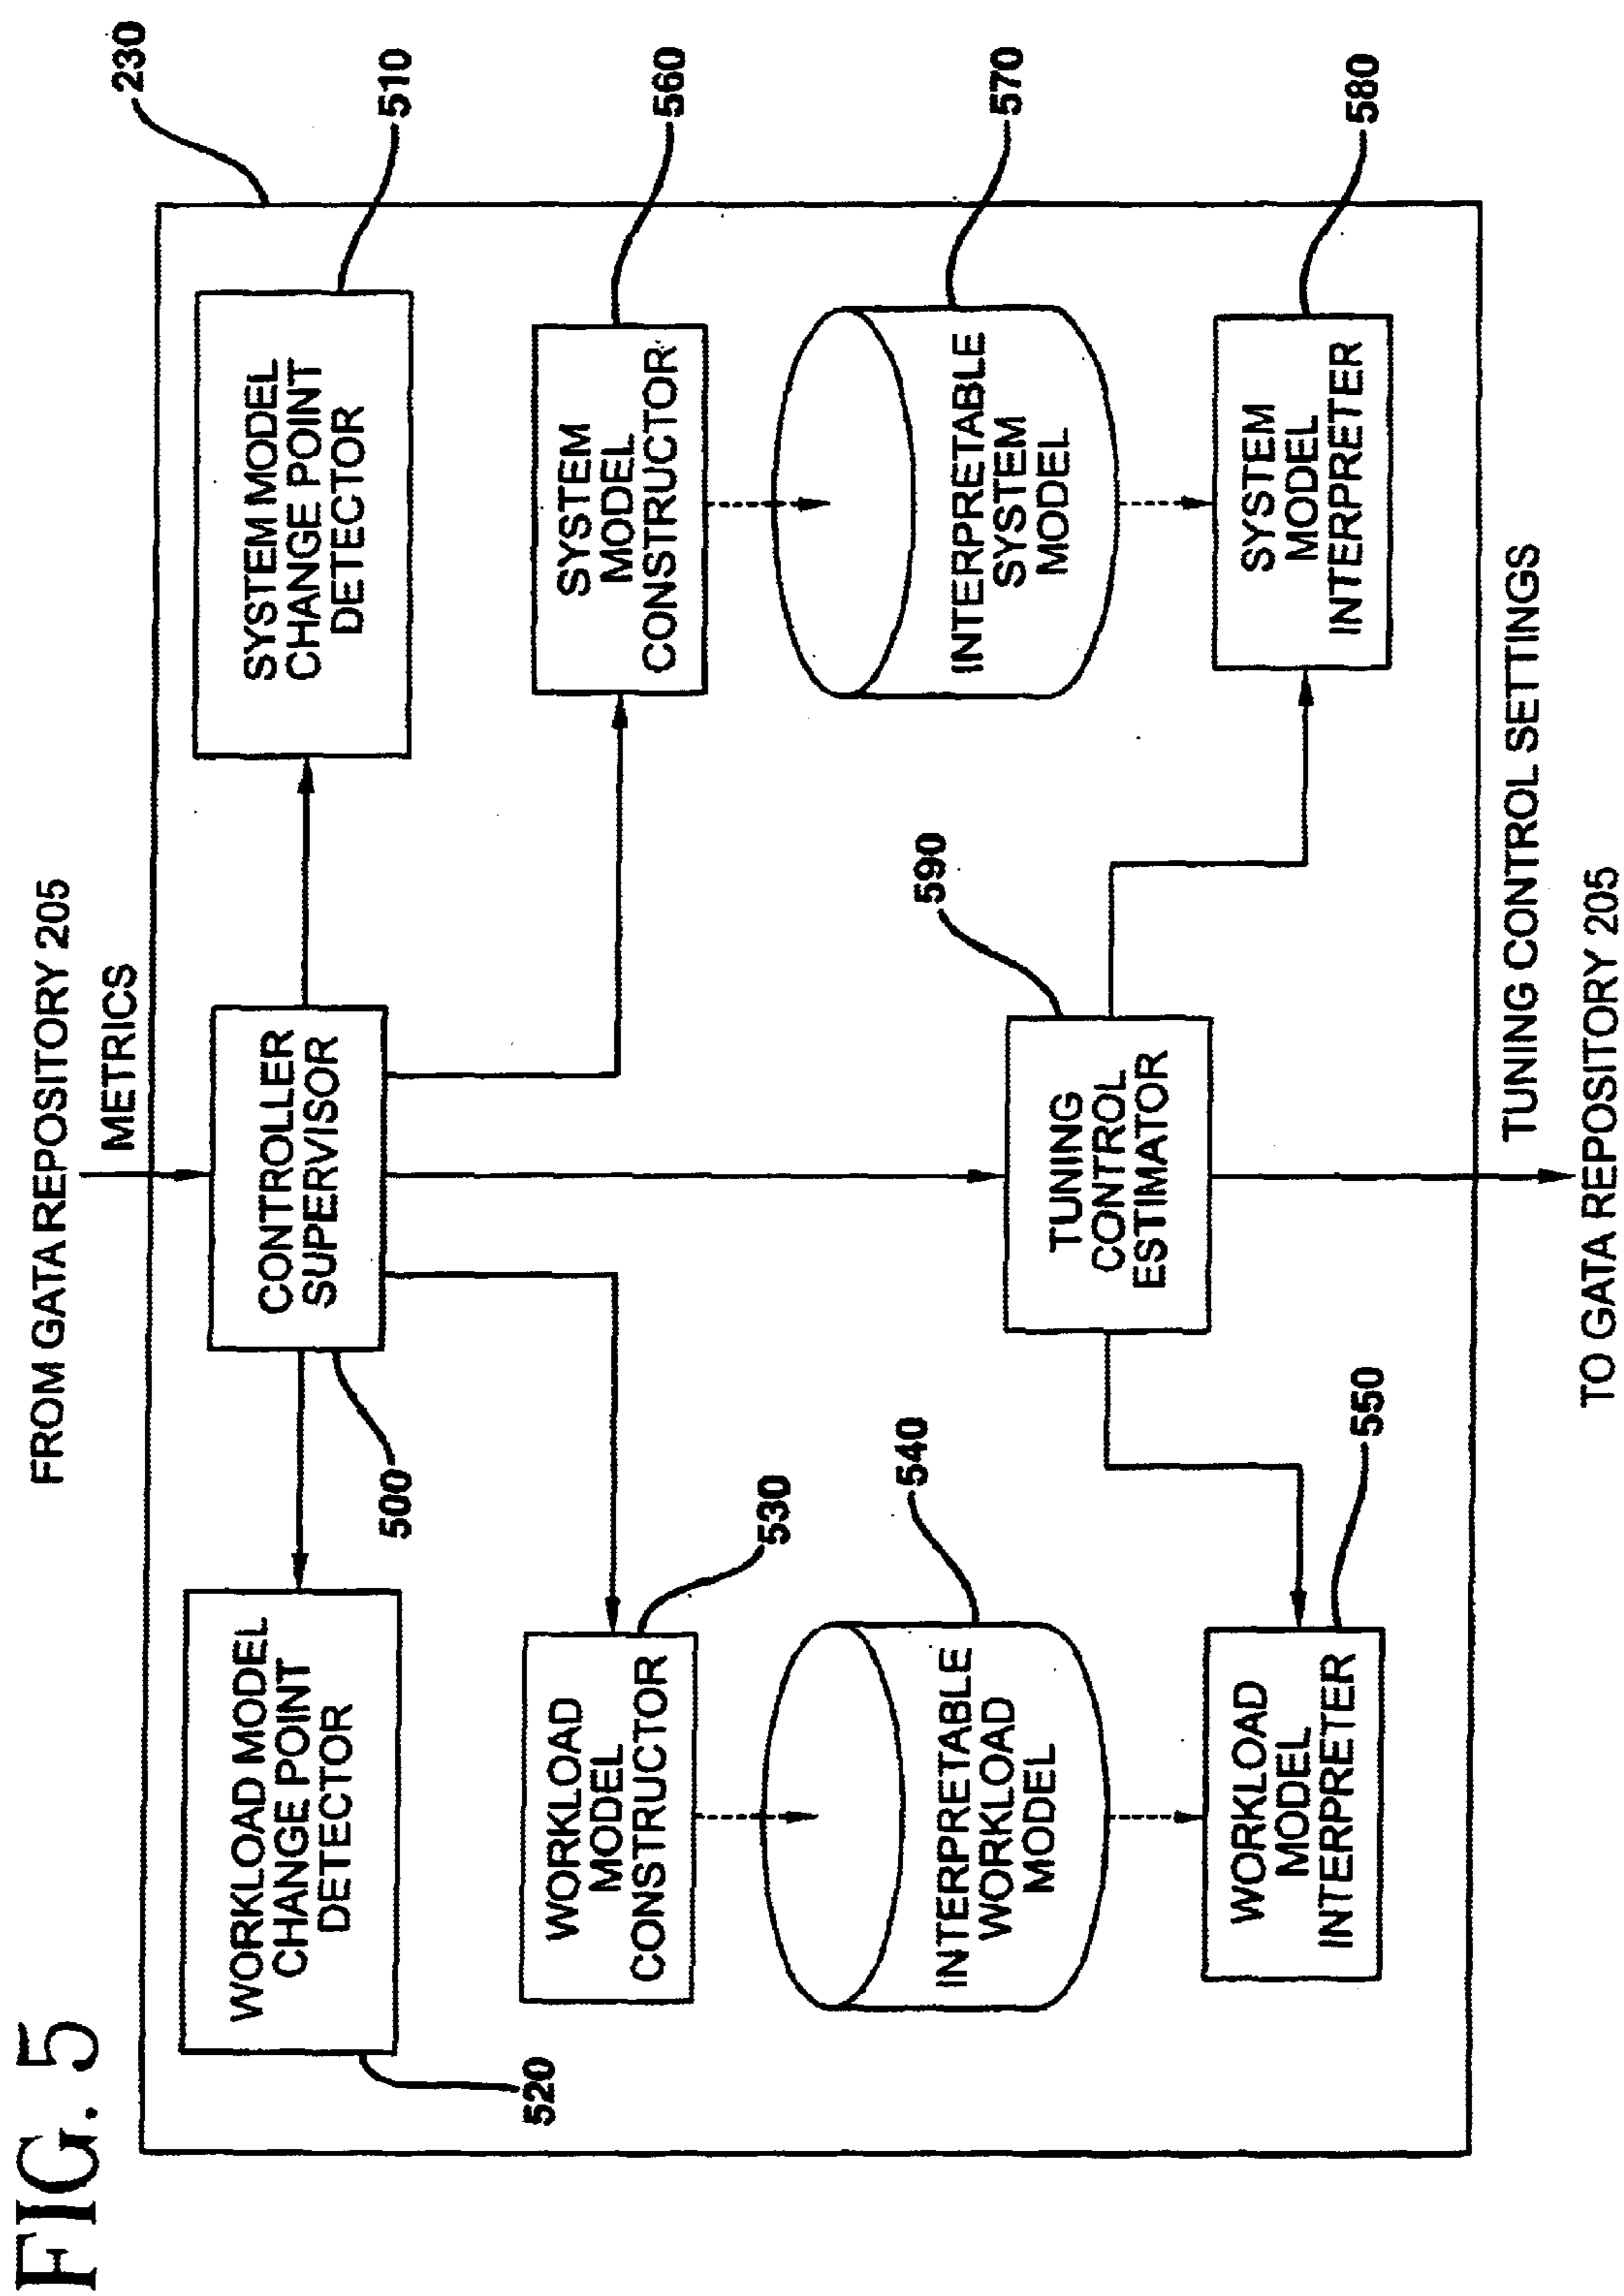 FIG. 5
FROM GATA REPOSITORY 205
METRICS
230
WORKLOAD MODEL
CHANGE POINT
DETECTOR
520
CONTROLLER
SUPERVISOR
500
SYSTEM MODEL
CHANGE POINT
DETECTOR
510
WORKLOAD
MODEL
CONSTRUCTOR
530
SYSTEM
MODEL
CONSTRUCTOR
560
INTERPRETABLE
WORKLOAD
MODEL
540
INTERPRETABLE
SYSTEM
MODEL
570
TUNING
CONTROL
ESTIMATOR
590
WORKLOAD
MODEL
INTERPRETER
550
SYSTEM
MODEL
INTERPRETER
580
TUNING CONTROL SETTINGS
TO GATA REPOSITORY 205